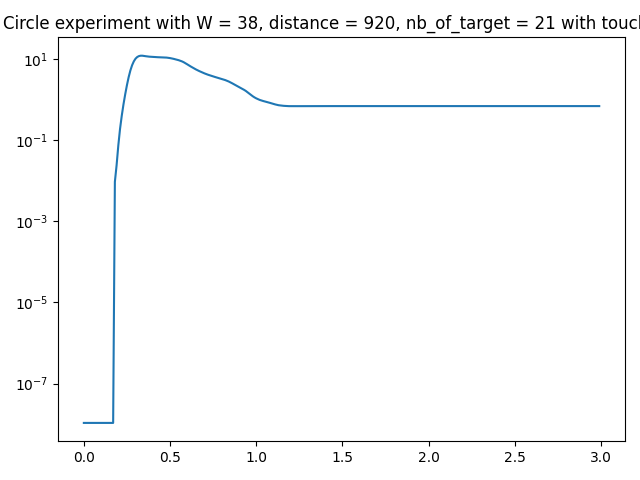 Circle experiment with W = 38, distance = 920, nb_of_target = 21 with touc
10¹
10⁻¹
10⁻³
10⁻⁵
10⁻⁷
0.0 0.5 1.0 1.5 2.0 2.5 3.0